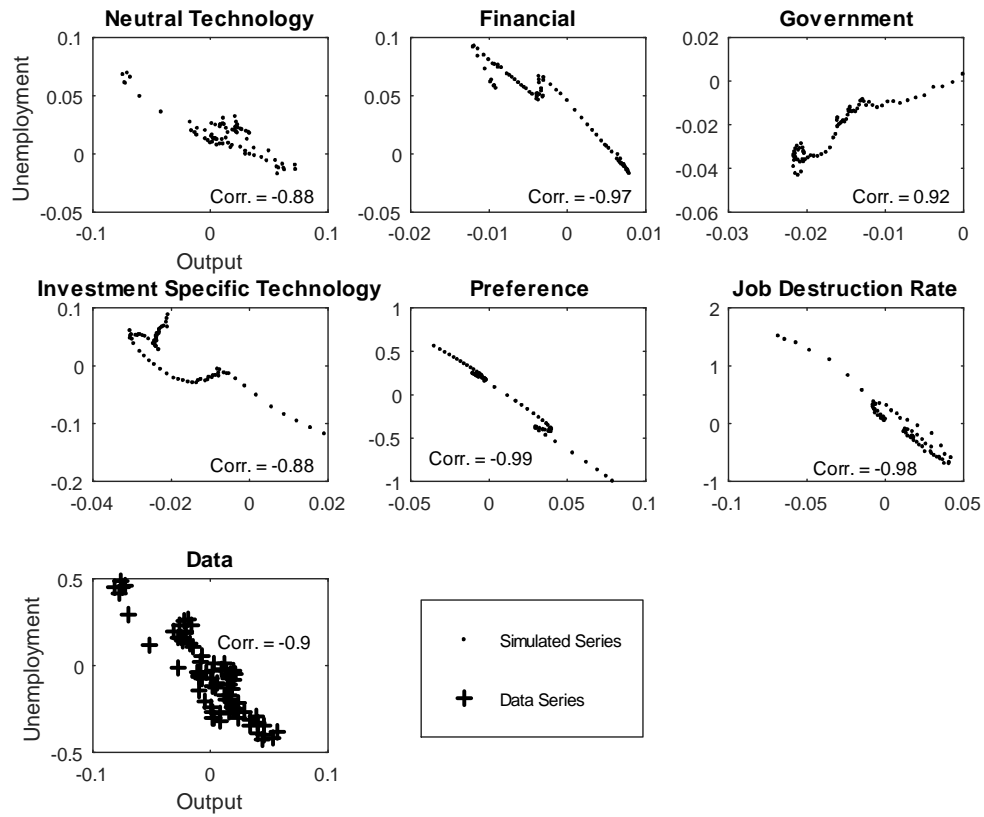 Neutral Technology
Financial
Government
Unemployment
0.1
0.05
0
-0.05
-0.1
0
0.1
Output
Corr. = -0.88
0.1
0.05
0
-0.05
-0.02
-0.01
0
0.01
Corr. = -0.97
0.02
0
-0.02
-0.04
-0.06
-0.03
-0.02
-0.01
0
Corr. = 0.92
Investment Specific Technology
Preference
Job Destruction Rate
0.1
0
-0.1
-0.2
-0.04
-0.02
0
0.02
Corr. = -0.88
1
0.5
0
-0.5
-1
-0.05
0
0.05
0.1
Corr. = -0.99
2
1
0
-1
-0.1
-0.05
0
0.05
Corr. = -0.98
Data
Unemployment
0.5
0
-0.5
-0.1
0
0.1
Output
Corr. = -0.9
Simulated Series
Data Series